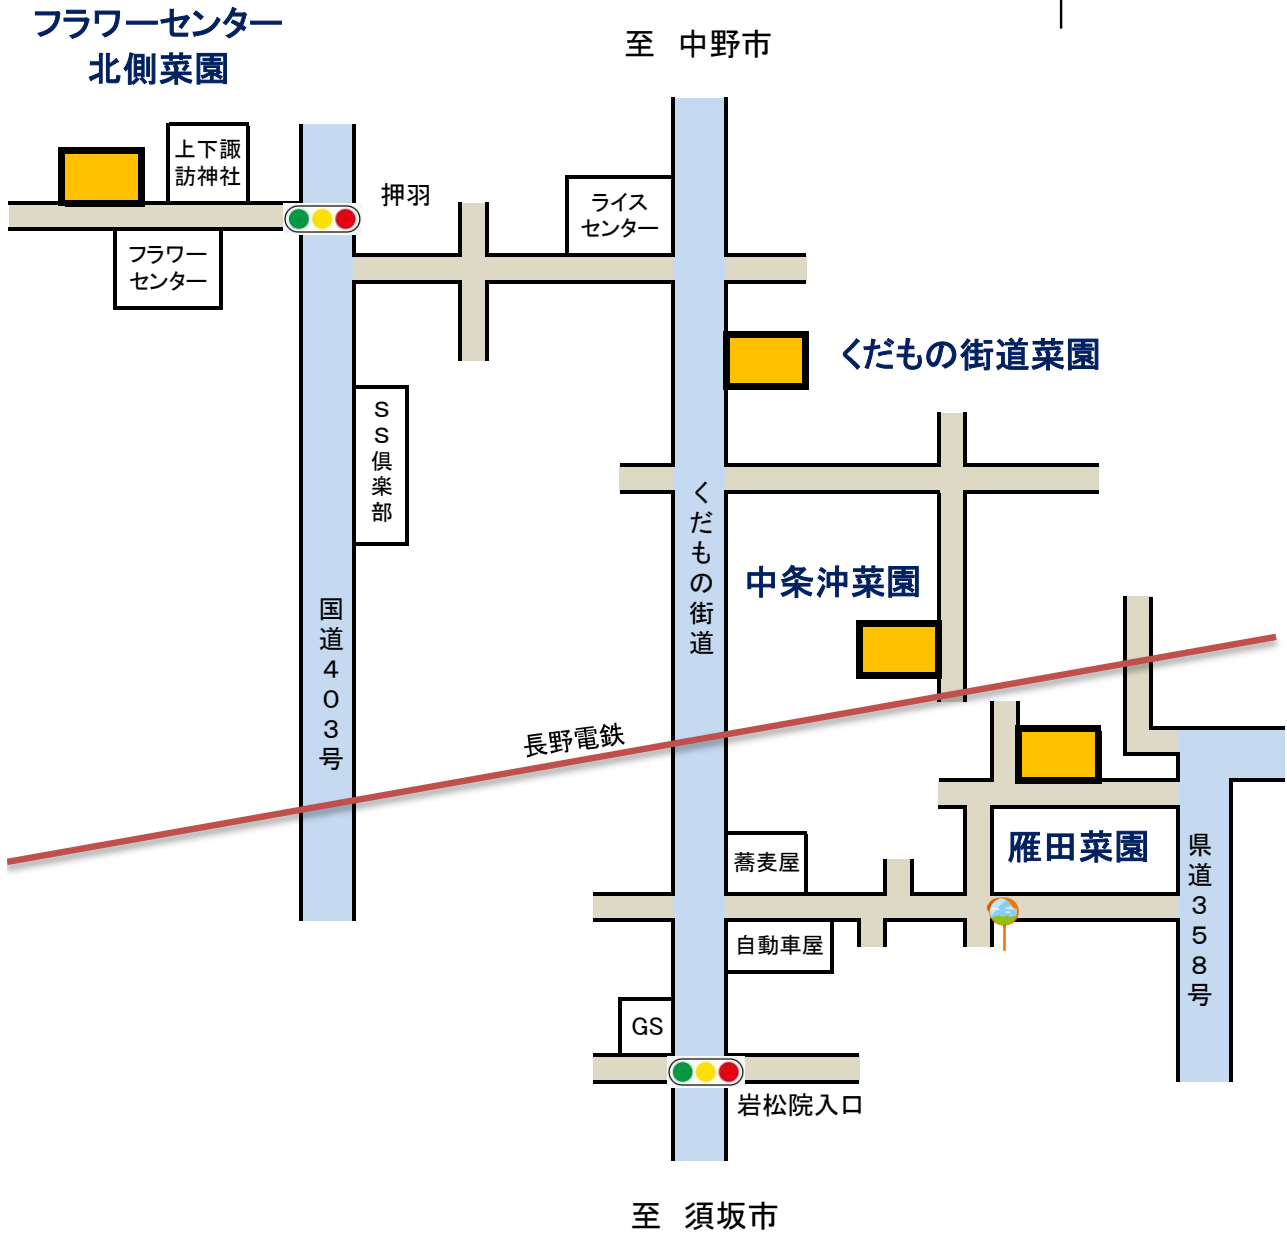 フラワーセンター
北側菜園
至　中野市
上下諏
訪神社
押羽
ライス
センター
フラワー
センター
くだもの街道菜園
ＳＳ倶楽部
くだもの街道
中条沖菜園
国道４０３号
長野電鉄
雁田菜園
蕎麦屋
県道３５８号
自動車屋
GS
岩松院入口
至　須坂市